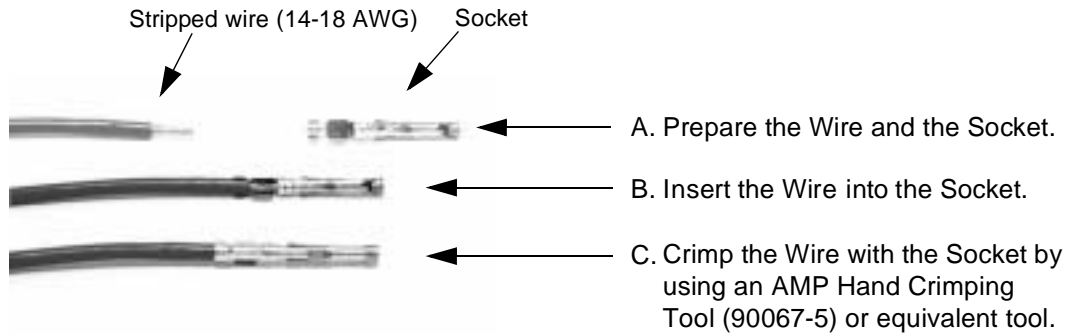 Stripped wire (14-18 AWG)
Socket
A. Prepare the Wire and the Socket.
B. Insert the Wire into the Socket.
C. Crimp the Wire with the Socket by
using an AMP Hand Crimping
Tool (90067-5) or equivalent tool.